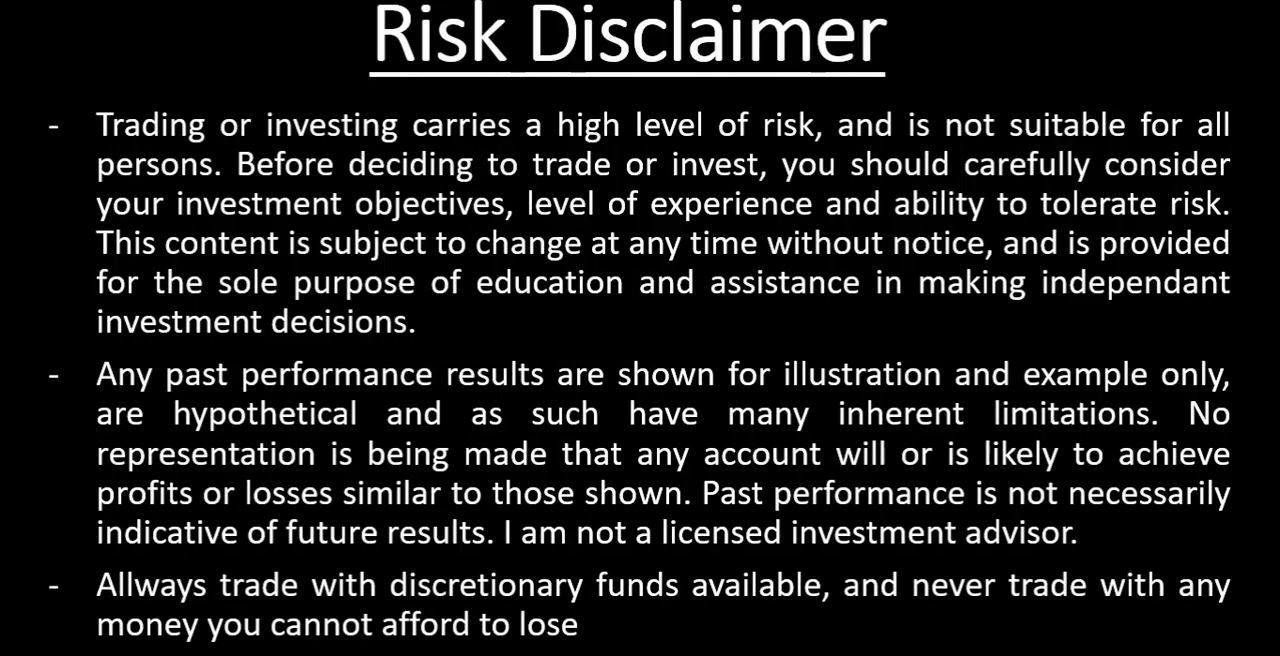 Risk Disclaimer
- Trading or investing carries a high level of risk, and is not suitable for all
persons. Before deciding to trade or invest, you should carefully consider
your investment objectives, level of experience and ability to tolerate risk.
This content is subject to change at any time without notice, and is provided
for the sole purpose of education and assistance in making independant
investment decisions.
- Any past performance results are shown for illustration and example only,
are hypothetical and as such have many inherent limitations. No
representation is being made that any account will or is likely to achieve
profits or losses similar to those shown. Past performance is not necessarily
indicative of future results. I am not a licensed investment advisor.
- Allways trade with discretionary funds available, and never trade with any
money you cannot afford to lose